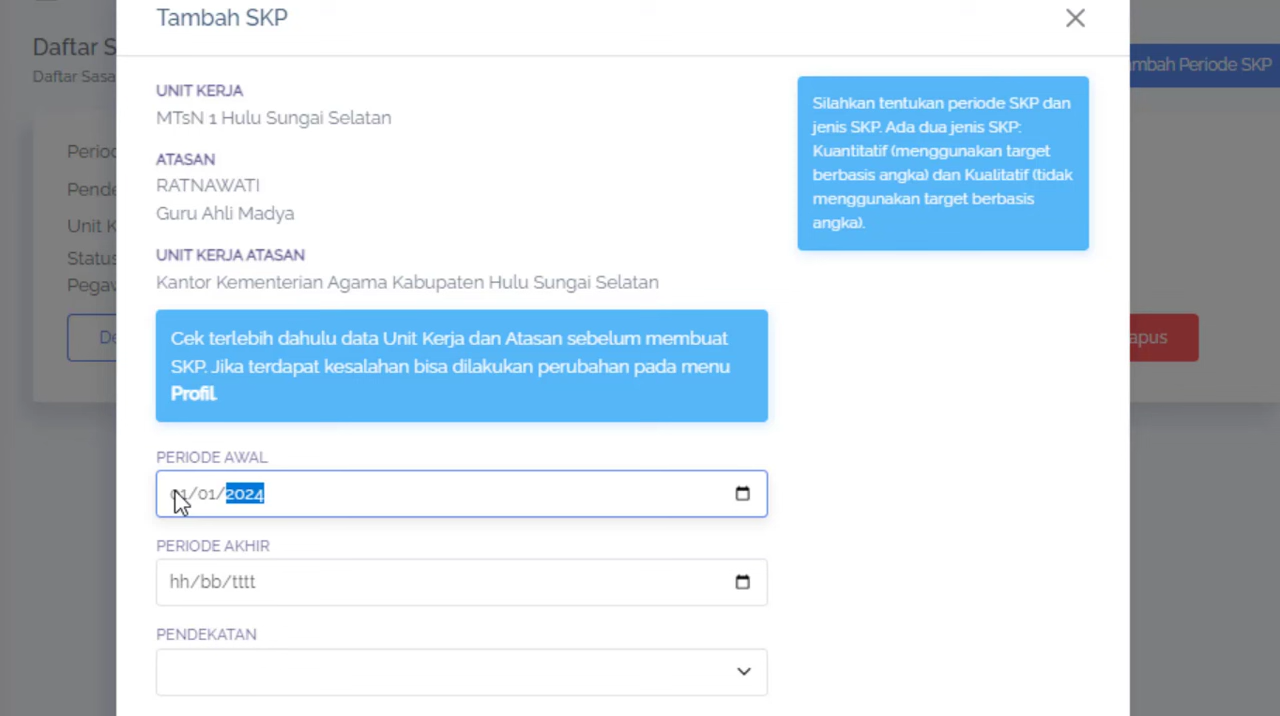 Tambah SKP
Daftar S
Daftar Sasa
mbah Periode SKP
UNIT KERJA
MTsN 1 Hulu Sungai Selatan
ATASAN
RATNAWATI
Guru Ahli Madya
UNIT KERJA ATASAN
Kantor Kementerian Agama Kabupaten Hulu Sungai Selatan
Cek terlebih dahulu data Unit Kerja dan Atasan sebelum membuat
SKP. Jika terdapat kesalahan bisa dilakukan perubahan pada menu
Profil.
PERIODE AWAL
01/01/2024
PERIODE AKHIR
hh/bb/tttt
PENDEKATAN
Silahkan tentukan periode SKP dan
jenis SKP. Ada dua jenis SKP:
Kuantitatif (menggunakan target
berbasis angka) dan Kualitatif (tidak
menggunakan target berbasis
angka).
Period
Pende
Unit K
Status
Pegaw
De
apus